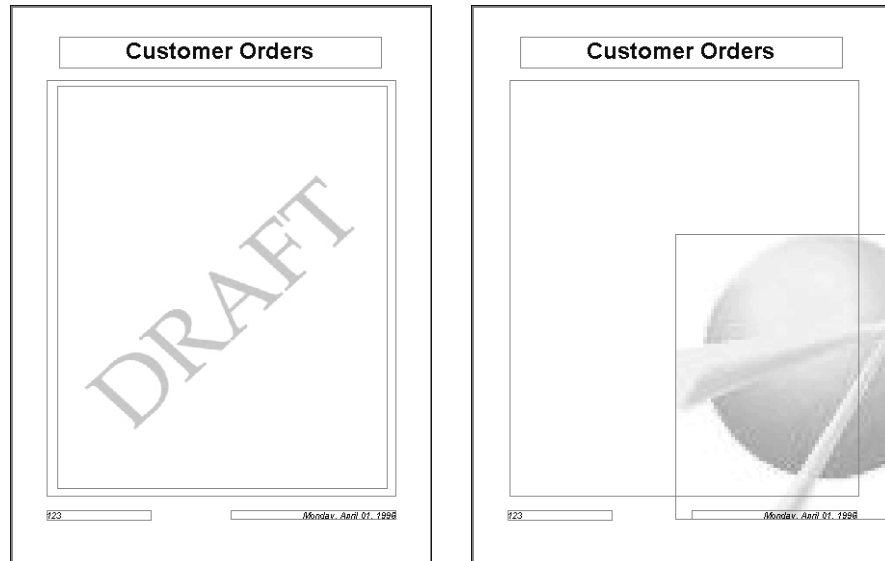 Customer Orders
DRAFT
123
Monday, April 01, 1996
Customer Orders
123
Monday, April 01, 1996